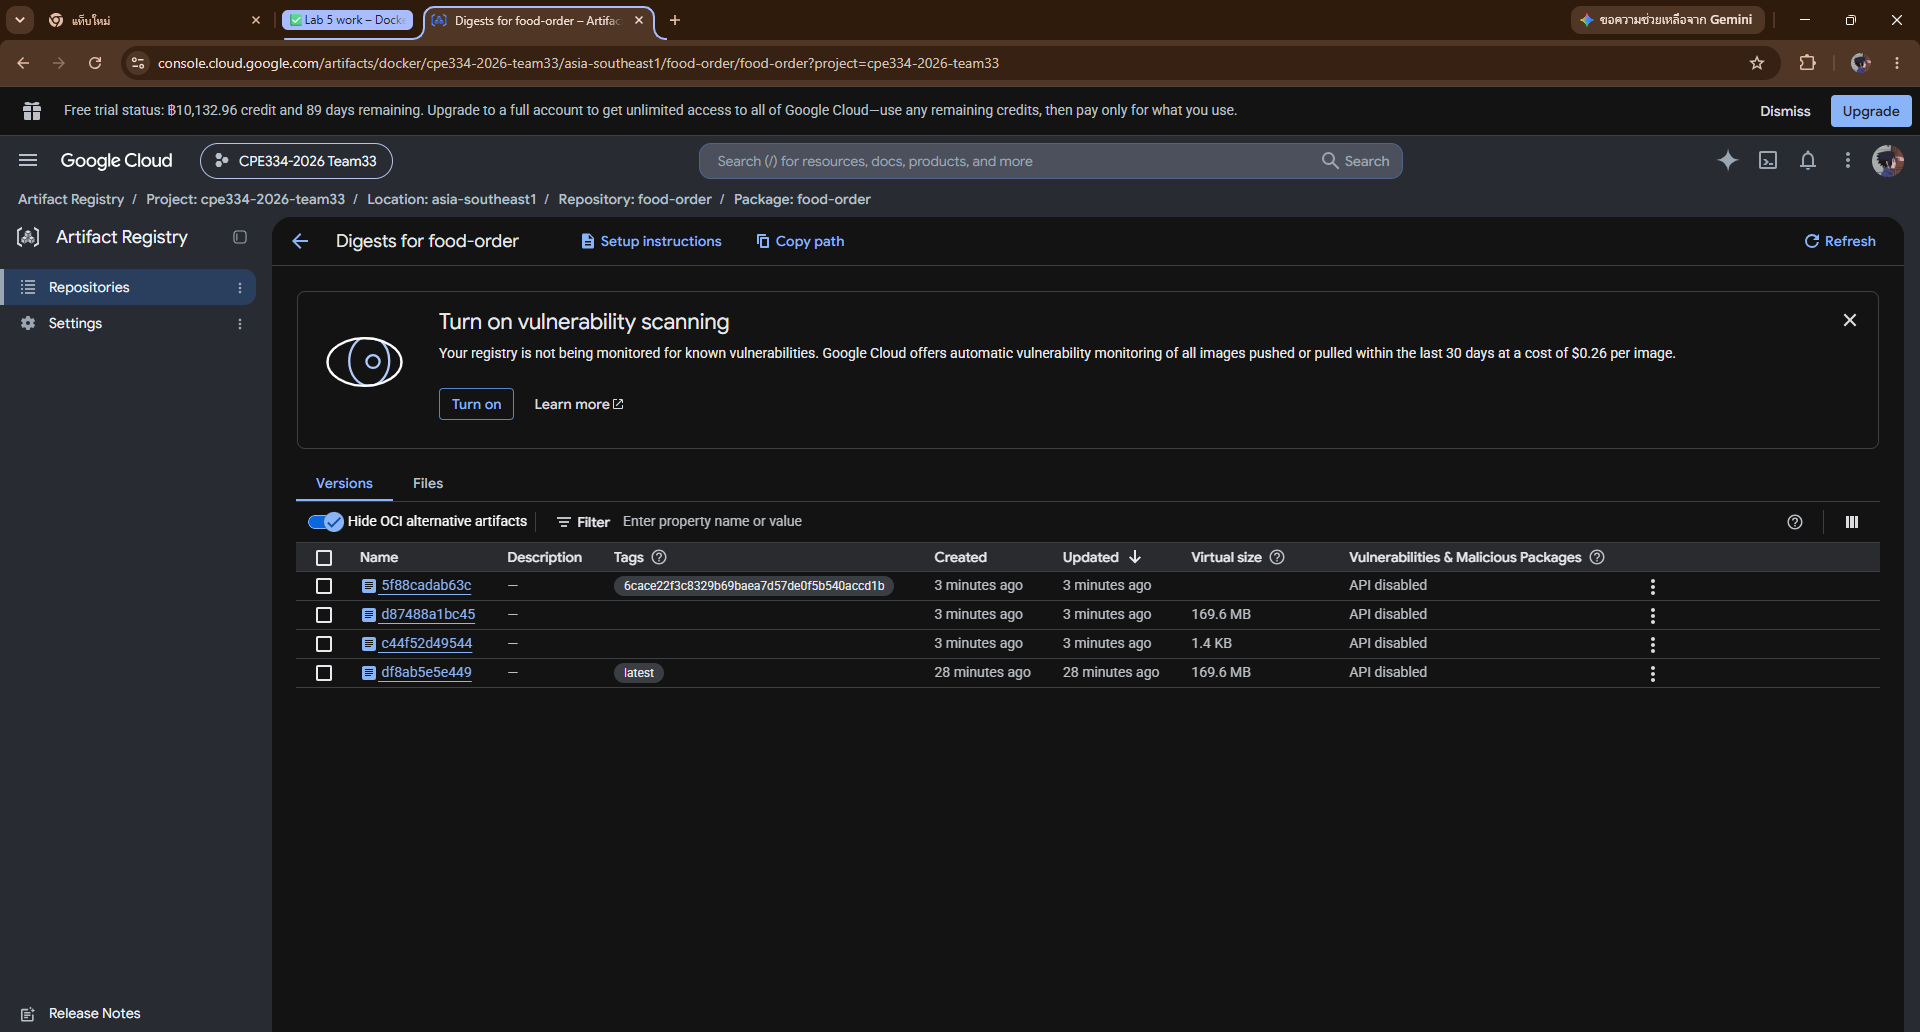 แท็บใหม่
Lab 5 work – Docke
Digests for food-order – Artifac
ขอความช่วยเหลือจาก Gemini
console.cloud.google.com/artifacts/docker/cpe334-2026-team33/asia-southeast1/food-order/food-order?project=cpe334-2026-team33
Free trial status: ฿10,132.96 credit and 89 days remaining. Upgrade to a full account to get unlimited access to all of Google Cloud—use any remaining credits, then pay only for what you use.
Dismiss
Upgrade
Google Cloud
CPE334-2026 Team33
Search (/) for resources, docs, products, and more
Search
Artifact Registry / Project: cpe334-2026-team33 / Location: asia-southeast1 / Repository: food-order / Package: food-order
Artifact Registry
Repositories
Settings
Digests for food-order
Setup instructions
Copy path
Refresh
Turn on vulnerability scanning
Your registry is not being monitored for known vulnerabilities. Google Cloud offers automatic vulnerability monitoring of all images pushed or pulled within the last 30 days at a cost of $0.26 per image.
Turn on
Learn more
Versions
Files
Hide OCI alternative artifacts
Filter
Enter property name or value
Name Description Tags Created Updated Virtual size Vulnerabilities & Malicious Packages
5f88cadab63c — 6cace22f3c8329b69baea7d57de0f5b540accd1b 3 minutes ago 3 minutes ago API disabled
d87488a1bc45 — 3 minutes ago 3 minutes ago 169.6 MB API disabled
c44f52d49544 — 3 minutes ago 3 minutes ago 1.4 KB API disabled
df8ab5e5e449 — latest 28 minutes ago 28 minutes ago 169.6 MB API disabled
Release Notes